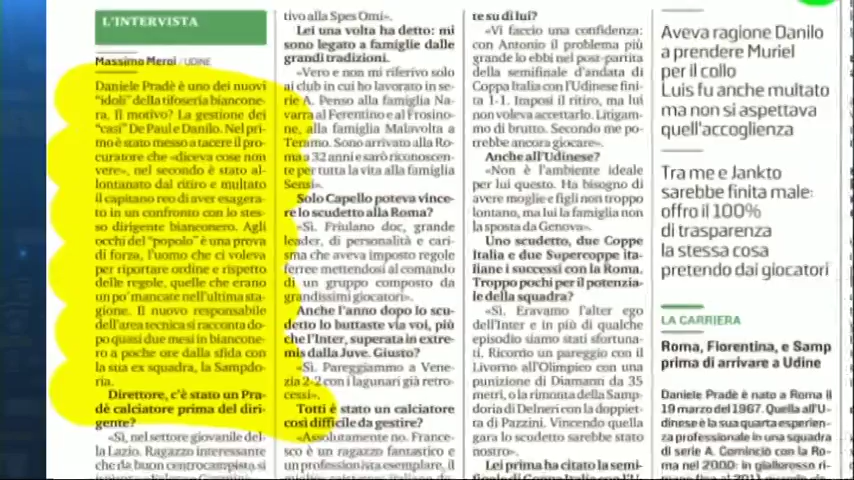 L'INTERVISTA
Massimo Meroi / UDINE
Daniele Pradè è uno dei nuovi
"idoli" della tifoseria biancone-
ra. Il motivo? La gestione dei
"casi" De Paul e Danilo. Nel pri-
mo è stato messo a tacere il pro-
curatore che «diceva cose non
vere», nel secondo è stato al-
lontanato dal ritiro e multato
il capitano reo di aver esagera-
to in un confronto con lo stes-
so dirigente bianconero. Agli
occhi del "popolo" è una prova
di forza, l'uomo che ci voleva
per riportare ordine e rispetto
delle regole, quelle che erano
un po' mancate nell'ultima sta-
gione. Il nuovo responsabile
dell'area tecnica si racconta do-
po quasi due mesi in biancone-
ro a poche ore dalla sfida con
la sua ex squadra, la Sampdo-
ria.
Direttore, c'è stato un Pra-
dè calciatore prima del diri-
gente?
«Sì, nel settore giovanile del-
la Lazio. Ragazzo interessante
che da buon centrocampista si
tivo alla Spes Omi».
Lei una volta ha detto: mi
sono legato a famiglie dalle
grandi tradizioni.
«Vero e non mi riferivo solo
ai club in cui ho lavorato in se-
rie A. Penso alla famiglia Na-
varra al Ferentino e al Frosino-
ne, alla famiglia Malavolta a
Teramo. Sono arrivato alla Ro-
ma a 32 anni e sarò riconoscen-
te per tutta la vita alla famiglia
Sensi».
Solo Capello poteva vince-
re lo scudetto alla Roma?
«Sì. Friulano doc, grande
leader, di personalità e cari-
sma che aveva imposto regole
ferree mettendosi al comando
di un gruppo composto da
grandissimi giocatori».
Anche l'anno dopo lo scu-
detto lo buttaste via voi, più
che l'Inter, superata in extre-
mis dalla Juve. Giusto?
«Sì. Pareggiammo a Vene-
zia 2-2 con i lagunari già retro-
cessi».
Totti è stato un calciatore
così difficile da gestire?
«Assolutamente no. France-
sco è un ragazzo fantastico e
un professionista esemplare, il
te su di lui?
«Vi faccio una confidenza:
con Antonio il problema più
grande lo ebbi nel post-partita
della semifinale d'andata di
Coppa Italia con l'Udinese fini-
ta 1-1. Imposi il ritiro, ma lui
non voleva accettarlo. Litigam-
mo di brutto. Secondo me po-
trebbe ancora giocare».
Anche all'Udinese?
«Non è l'ambiente ideale
per lui questo. Ha bisogno di
avere moglie e figli non troppo
lontano, ma lui la famiglia non
la sposta da Genova».
Uno scudetto, due Coppe
Italia e due Supercoppe ita-
liane i successi con la Roma.
Troppo pochi per il potenzia-
le della squadra?
«Sì. Eravamo l'alter ego
dell'Inter e in più di qualche
episodio siamo stati sfortuna-
ti. Ricordo un pareggio con il
Livorno all'Olimpico con una
punizione di Diamanti da 35
metri, o la rimonta della Samp-
doria di Delneri con la doppiet-
ta di Pazzini. Vincendo quella
gara lo scudetto sarebbe stato
nostro».
Lei prima ha citato la semi-
finale di Coppa Italia con l'U-
Aveva ragione Danilo
a prendere Muriel
per il collo
Luis fu anche multato
ma non si aspettava
quell'accoglienza
Tra me e Jankto
sarebbe finita male:
offro il 100%
di trasparenza
la stessa cosa
pretendo dai giocatori
LA CARRIERA
Roma, Fiorentina, e Samp
prima di arrivare a Udine
Daniele Pradè è nato a Roma il
19 marzo del 1967. Quella all'U-
dinese è la sua quarta esperien-
za professionale in una squadra
di serie A. Cominciò con la Ro-
ma nel 2000: in giallorosso ri-